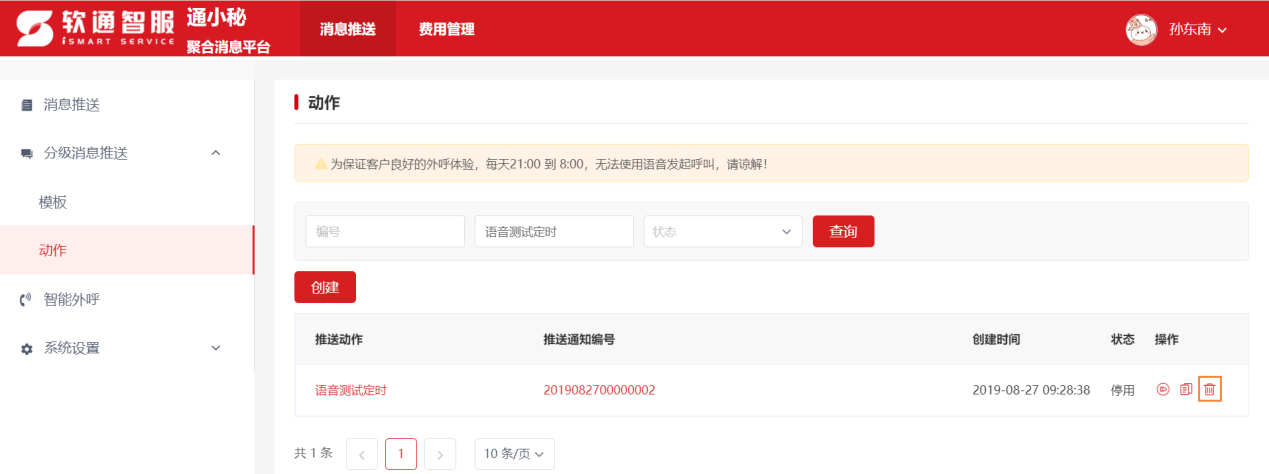 软通智服 通小秘
iSMART SERVICE 聚合消息平台
消息推送 费用管理 孙东南
消息推送
分级消息推送
模板
动作
智能外呼
系统设置
动作
为保证客户良好的外呼体验，每天21:00 到 8:00，无法使用语音发起呼叫，请谅解！
编号 语音测试定时 状态 查询
创建
推送动作 推送通知编号 创建时间 状态 操作
语音测试定时 2019082700000002 2019-08-27 09:28:38 停用
共 1 条 1 10 条/页